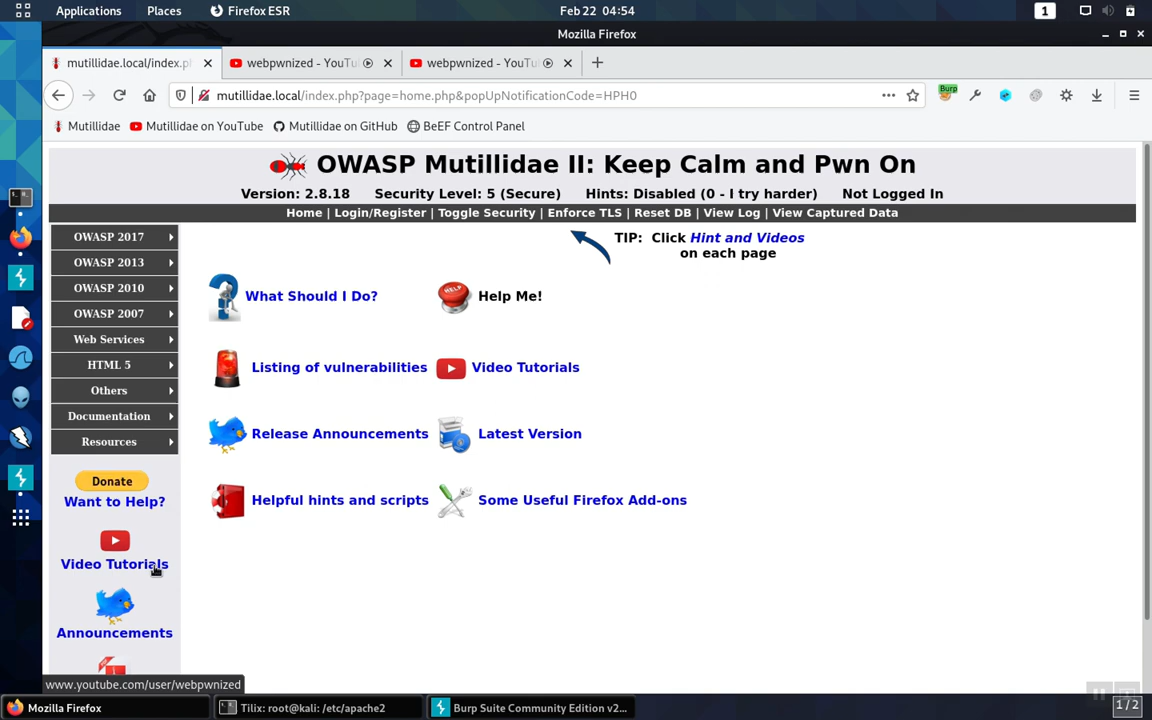 Applications Places Firefox ESR Feb 22 04:54 1
Mozilla Firefox
mutillidae.local/index.p webpwnized - YouTu webpwnized - YouTu
Burp
mutillidae.local/index.php?page=home.php&popUpNotificationCode=HPH0
Mutillidae Mutillidae on YouTube Mutillidae on GitHub BeEF Control Panel
OWASP Mutillidae II: Keep Calm and Pwn On
Version: 2.8.18 Security Level: 5 (Secure) Hints: Disabled (0 - I try harder) Not Logged In
Home | Login/Register | Toggle Security | Enforce TLS | Reset DB | View Log | View Captured Data
OWASP 2017
OWASP 2013
OWASP 2010
OWASP 2007
Web Services
HTML 5
Others
Documentation
Resources
Donate
Want to Help?
Video Tutorials
Announcements
TIP: Click Hint and Videos
on each page
What Should I Do? HELP Help Me!
Listing of vulnerabilities Video Tutorials
Release Announcements Latest Version
Helpful hints and scripts Some Useful Firefox Add-ons
www.youtube.com/user/webpwnized
Mozilla Firefox Tilix: root@kali: /etc/apache2 Burp Suite Community Edition v2... 1/2